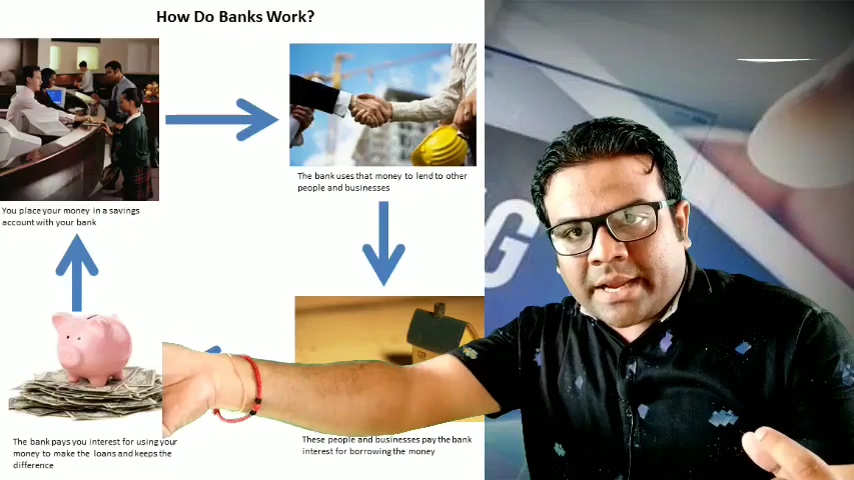 How Do Banks Work?
You place your money in a savings
account with your bank
The bank uses that money to lend to other
people and businesses
The bank pays you interest for using your
money to make the loans and keeps the
difference
These people and businesses pay the bank
interest for borrowing the money
G